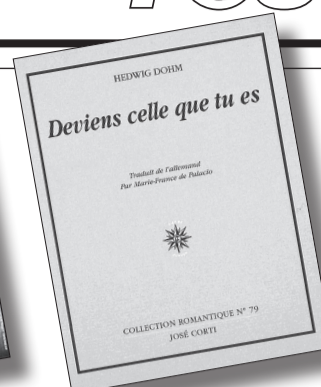 HEDWIG DOHM
Deviens celle que tu es
Traduit de l'allemand
Par Marie-France de Palacio
COLLECTION ROMANTIQUE N° 79
JOSÉ CORTI